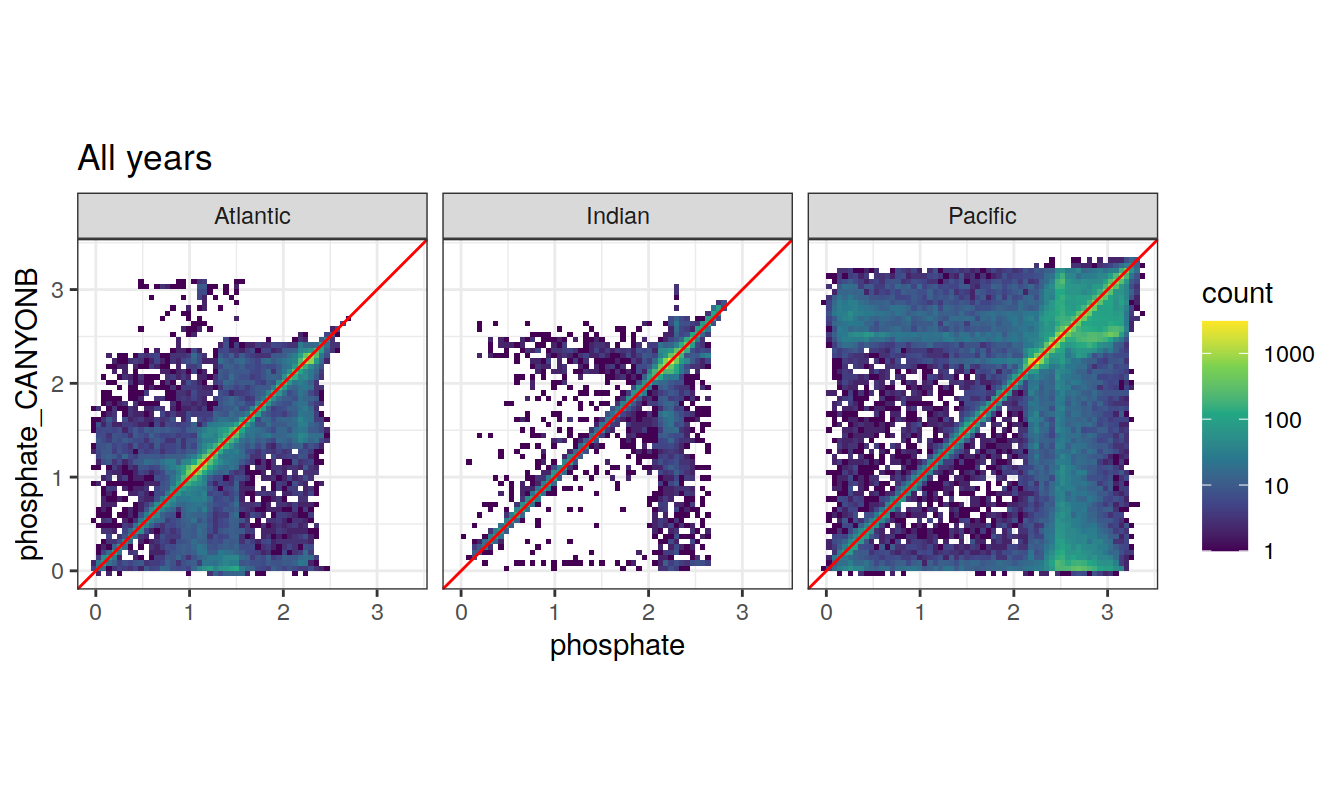 All years
Atlantic Indian Pacific
phosphate_CANYONB
3
2
1
0
0 1 2 3 0 1 2 3 0 1 2 3
phosphate
count
1000
100
10
1